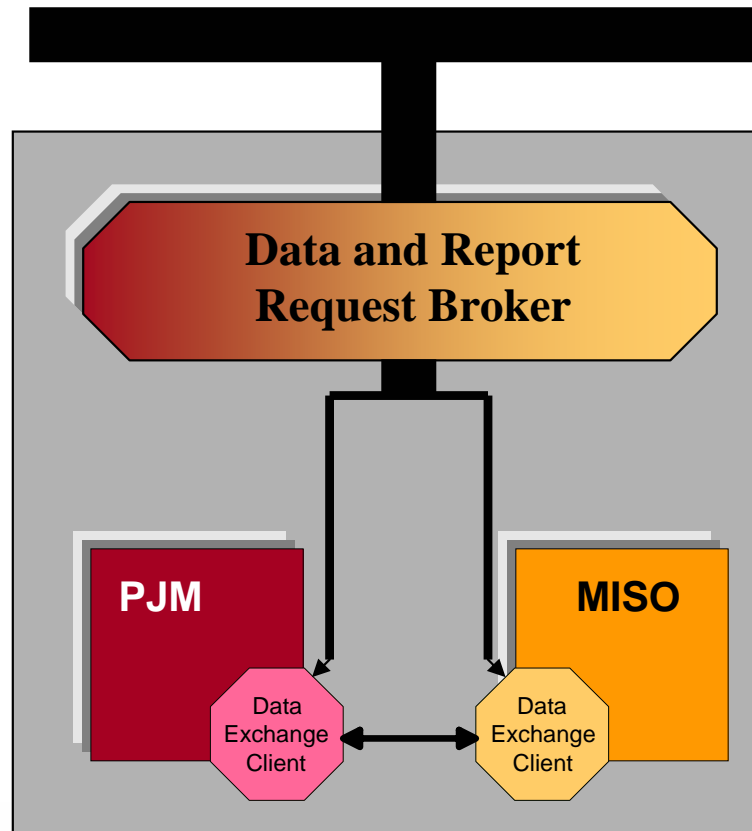 Data and Report
Request Broker
PJM
MISO
Data
Exchange
Client
Data
Exchange
Client